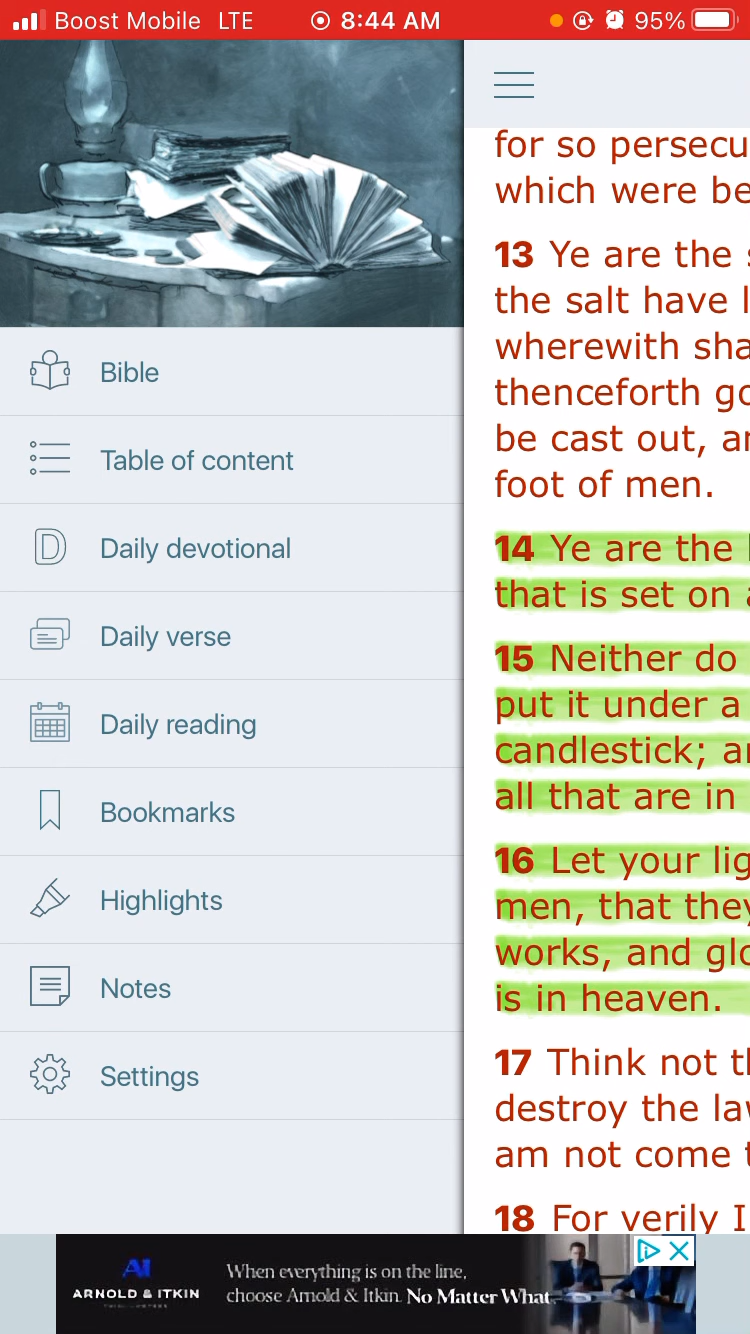 Boost Mobile LTE 8:44 AM 95%
Bible
Table of content
D Daily devotional
Daily verse
Daily reading
Bookmarks
Highlights
Notes
Settings
for so persecu
which were be
13 Ye are the s
the salt have l
wherewith sha
thenceforth go
be cast out, an
foot of men.
14 Ye are the l
that is set on a
15 Neither do
put it under a
candlestick; an
all that are in
16 Let your lig
men, that they
works, and glo
is in heaven.
17 Think not th
destroy the law
am not come t
18 For verily I
AI
ARNOLD & ITKIN
When everything is on the line,
choose Arnold & Itkin. No Matter What.